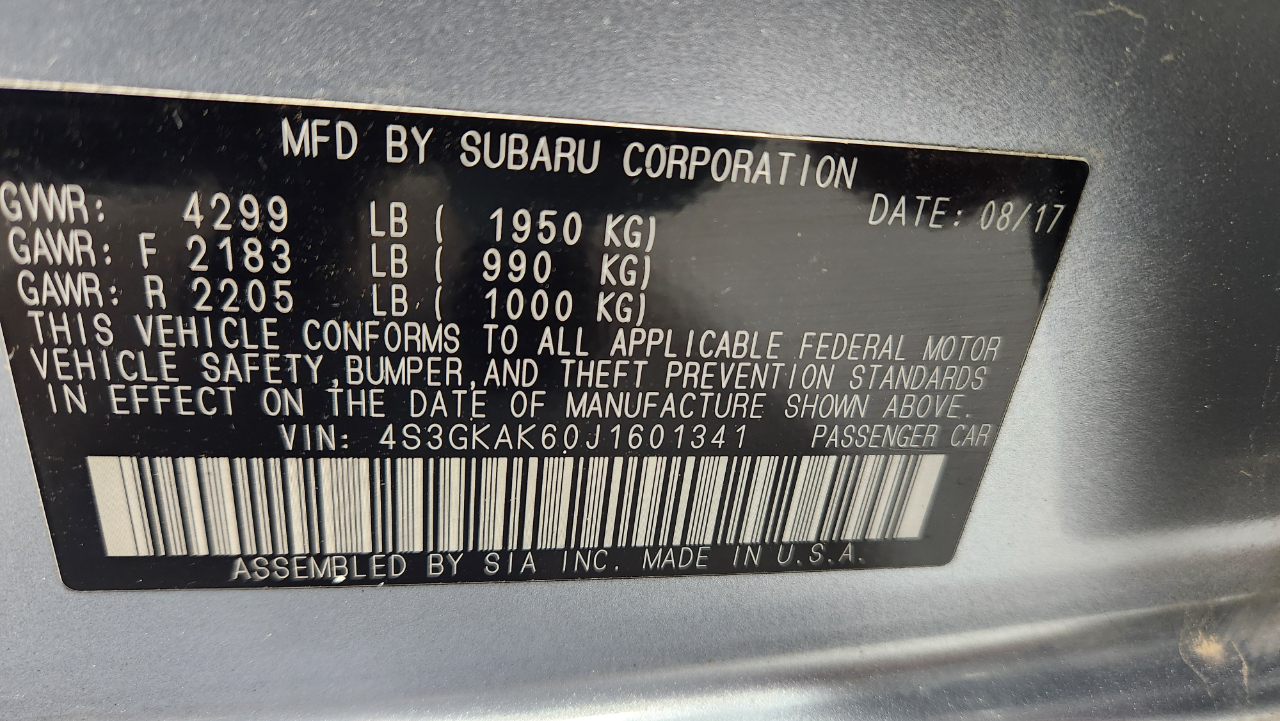 MFD BY SUBARU CORPORATION
DATE: 08/17
GVWR: 4299 LB ( 1950 KG)
GAWR: F 2183 LB ( 990 KG)
GAWR: R 2205 LB ( 1000 KG)
THIS VEHICLE CONFORMS TO ALL APPLICABLE FEDERAL MOTOR
VEHICLE SAFETY,BUMPER,AND THEFT PREVENTION STANDARDS
IN EFFECT ON THE DATE OF MANUFACTURE SHOWN ABOVE.
VIN: 4S3GKAK60J1601341 PASSENGER CAR
ASSEMBLED BY SIA INC. MADE IN U.S.A.